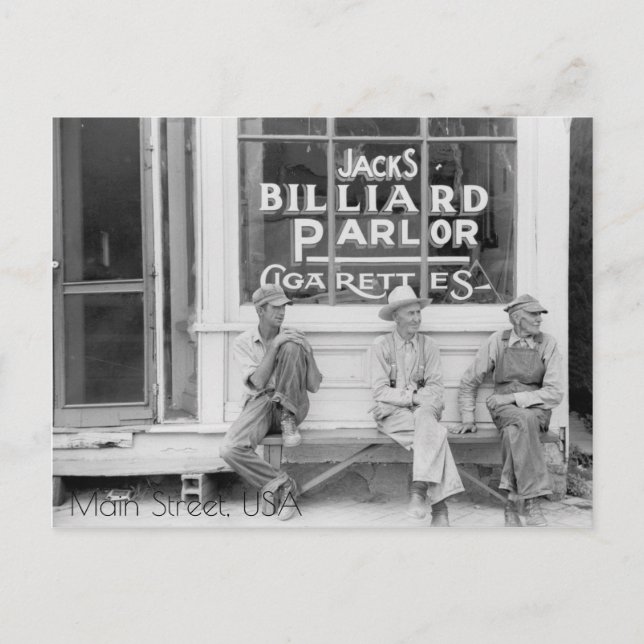 JACKS
BILLIARD
PARLOR
CIGARETTES
Main Street, USA